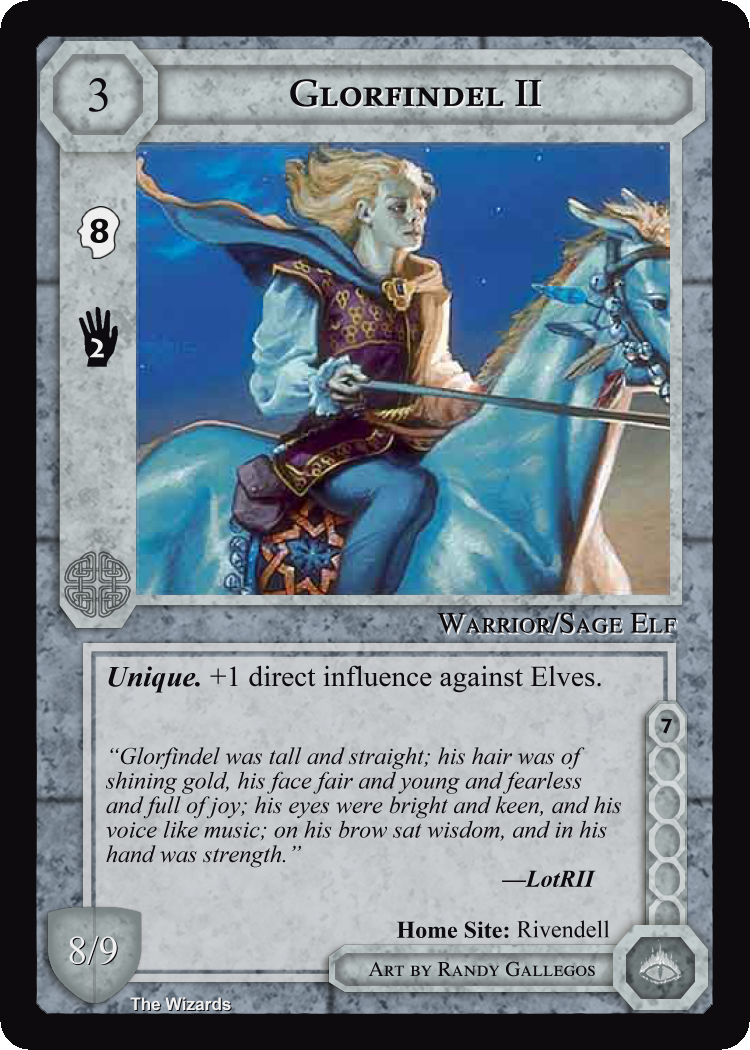 3
Glorfindel II
8
2
Warrior/Sage Elf
Unique. +1 direct influence against Elves.
7
“Glorfindel was tall and straight; his hair was of
shining gold, his face fair and young and fearless
and full of joy; his eyes were bright and keen, and his
voice like music; on his brow sat wisdom, and in his
hand was strength.”
—LotRII
Home Site: Rivendell
8/9
Art by Randy Gallegos
The Wizards